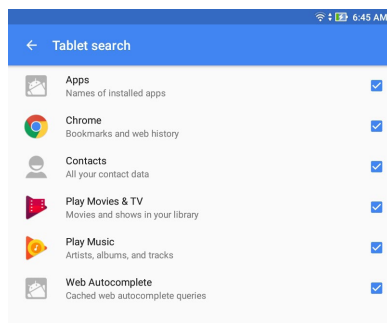 6:45 AM
Tablet search
Apps
Names of installed apps
Chrome
Bookmarks and web history
Contacts
All your contact data
Play Movies & TV
Movies and shows in your library
Play Music
Artists, albums, and tracks
Web Autocomplete
Cached web autocomplete queries